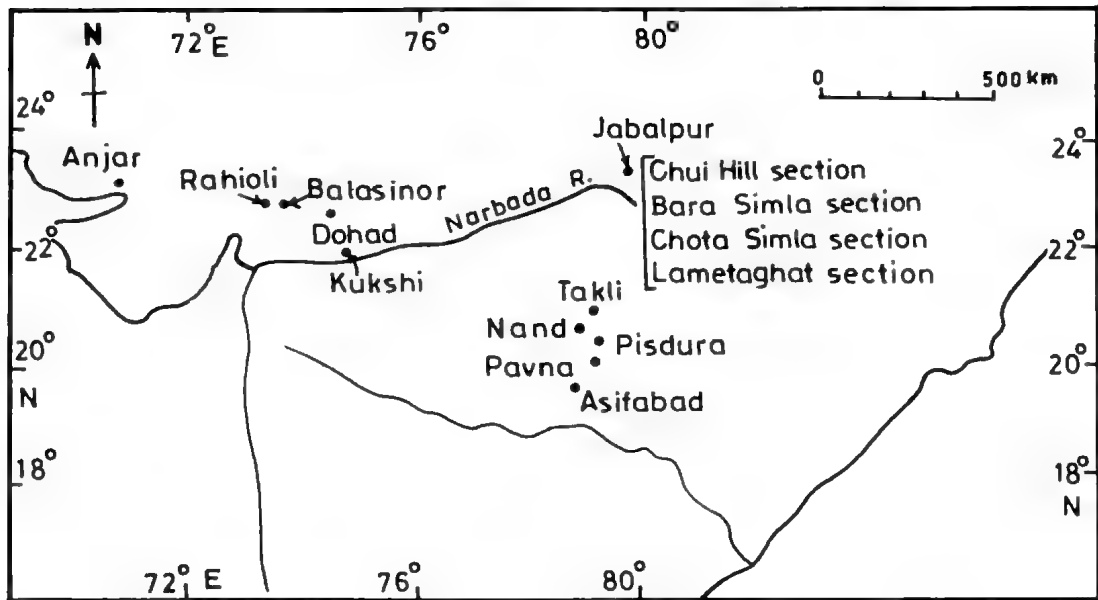 N
72°E
76°
80°
0
500 km
24°
24°
Jabalpur
Anjar
Rahioli
Balasinor
Chui Hill section
Bara Simla section
Chota Simla section
Lametaghat section
Narbada R.
Dohad
22°
22°
Kukshi
Takli
Nand
Pisdura
20°
20°
Pavna
N
Asifabad
18°
18°
N
72°E
76°
80°